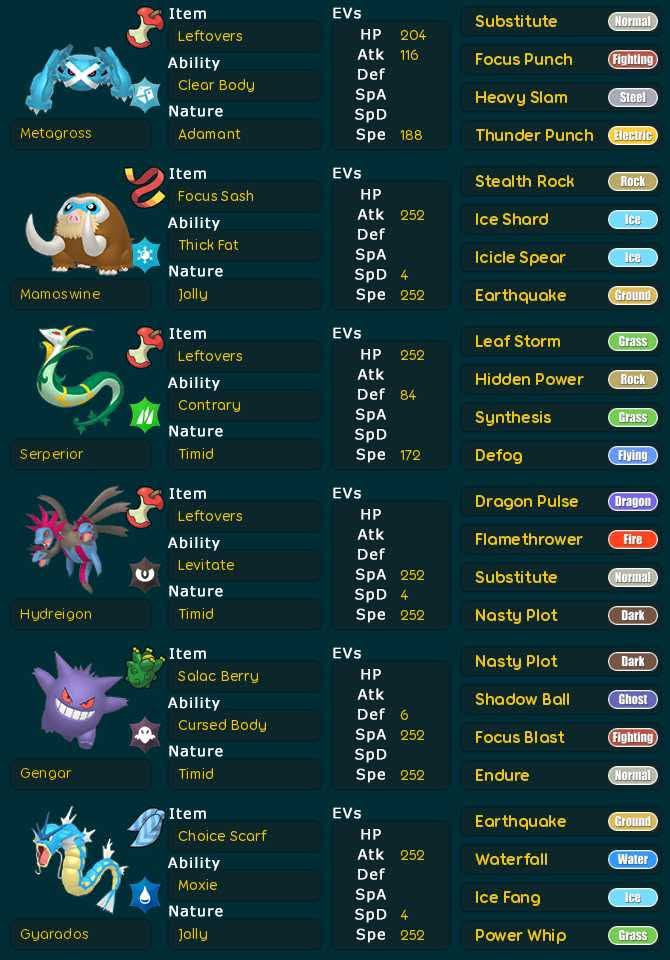 Item
Leftovers
Ability
Clear Body
Nature
Adamant
Metagross
EVs
HP 204
Atk 116
Def
SpA
SpD
Spe 188
Substitute Normal
Focus Punch Fighting
Heavy Slam Steel
Thunder Punch Electric
Item
Focus Sash
Ability
Thick Fat
Nature
Jolly
Mamoswine
EVs
HP
Atk 252
Def
SpA
SpD 4
Spe 252
Stealth Rock Rock
Ice Shard Ice
Icicle Spear Ice
Earthquake Ground
Item
Leftovers
Ability
Contrary
Nature
Timid
Serperior
EVs
HP 252
Atk
Def 84
SpA
SpD
Spe 172
Leaf Storm Grass
Hidden Power Rock
Synthesis Grass
Defog Flying
Item
Leftovers
Ability
Levitate
Nature
Timid
Hydreigon
EVs
HP
Atk
Def
SpA 252
SpD 4
Spe 252
Dragon Pulse Dragon
Flamethrower Fire
Substitute Normal
Nasty Plot Dark
Item
Salac Berry
Ability
Cursed Body
Nature
Timid
Gengar
EVs
HP
Atk
Def 6
SpA 252
SpD
Spe 252
Nasty Plot Dark
Shadow Ball Ghost
Focus Blast Fighting
Endure Normal
Item
Choice Scarf
Ability
Moxie
Nature
Jolly
Gyarados
EVs
HP
Atk 252
Def
SpA
SpD 4
Spe 252
Earthquake Ground
Waterfall Water
Ice Fang Ice
Power Whip Grass